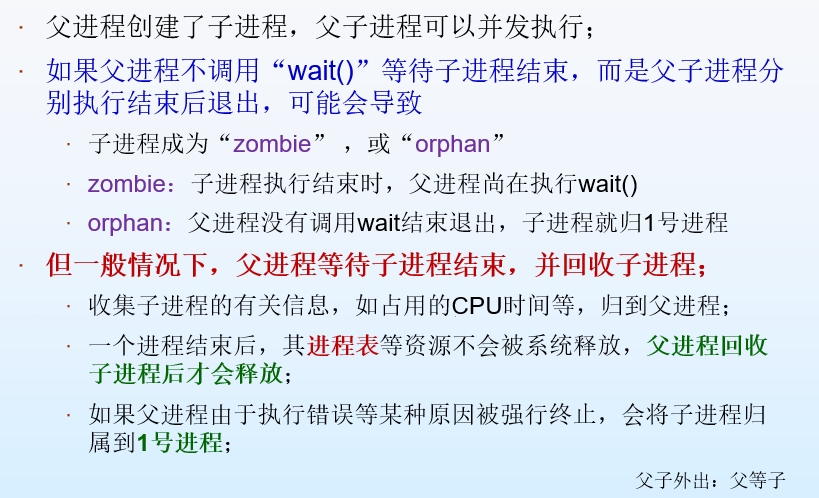 · 父进程创建了子进程，父子进程可以并发执行；
· 如果父进程不调用“wait()”等待子进程结束，而是父子进程分
别执行结束后退出，可能会导致
· 子进程成为“zombie” ，或“orphan”
· zombie：子进程执行结束时，父进程尚在执行wait()
· orphan：父进程没有调用wait结束退出，子进程就归1号进程
· 但一般情况下，父进程等待子进程结束，并回收子进程；
· 收集子进程的有关信息，如占用的CPU时间等，归到父进程；
· 一个进程结束后，其进程表等资源不会被系统释放，父进程回收
子进程后才会释放；
· 如果父进程由于执行错误等某种原因被强行终止，会将子进程归
属到1号进程；
父子外出：父等子